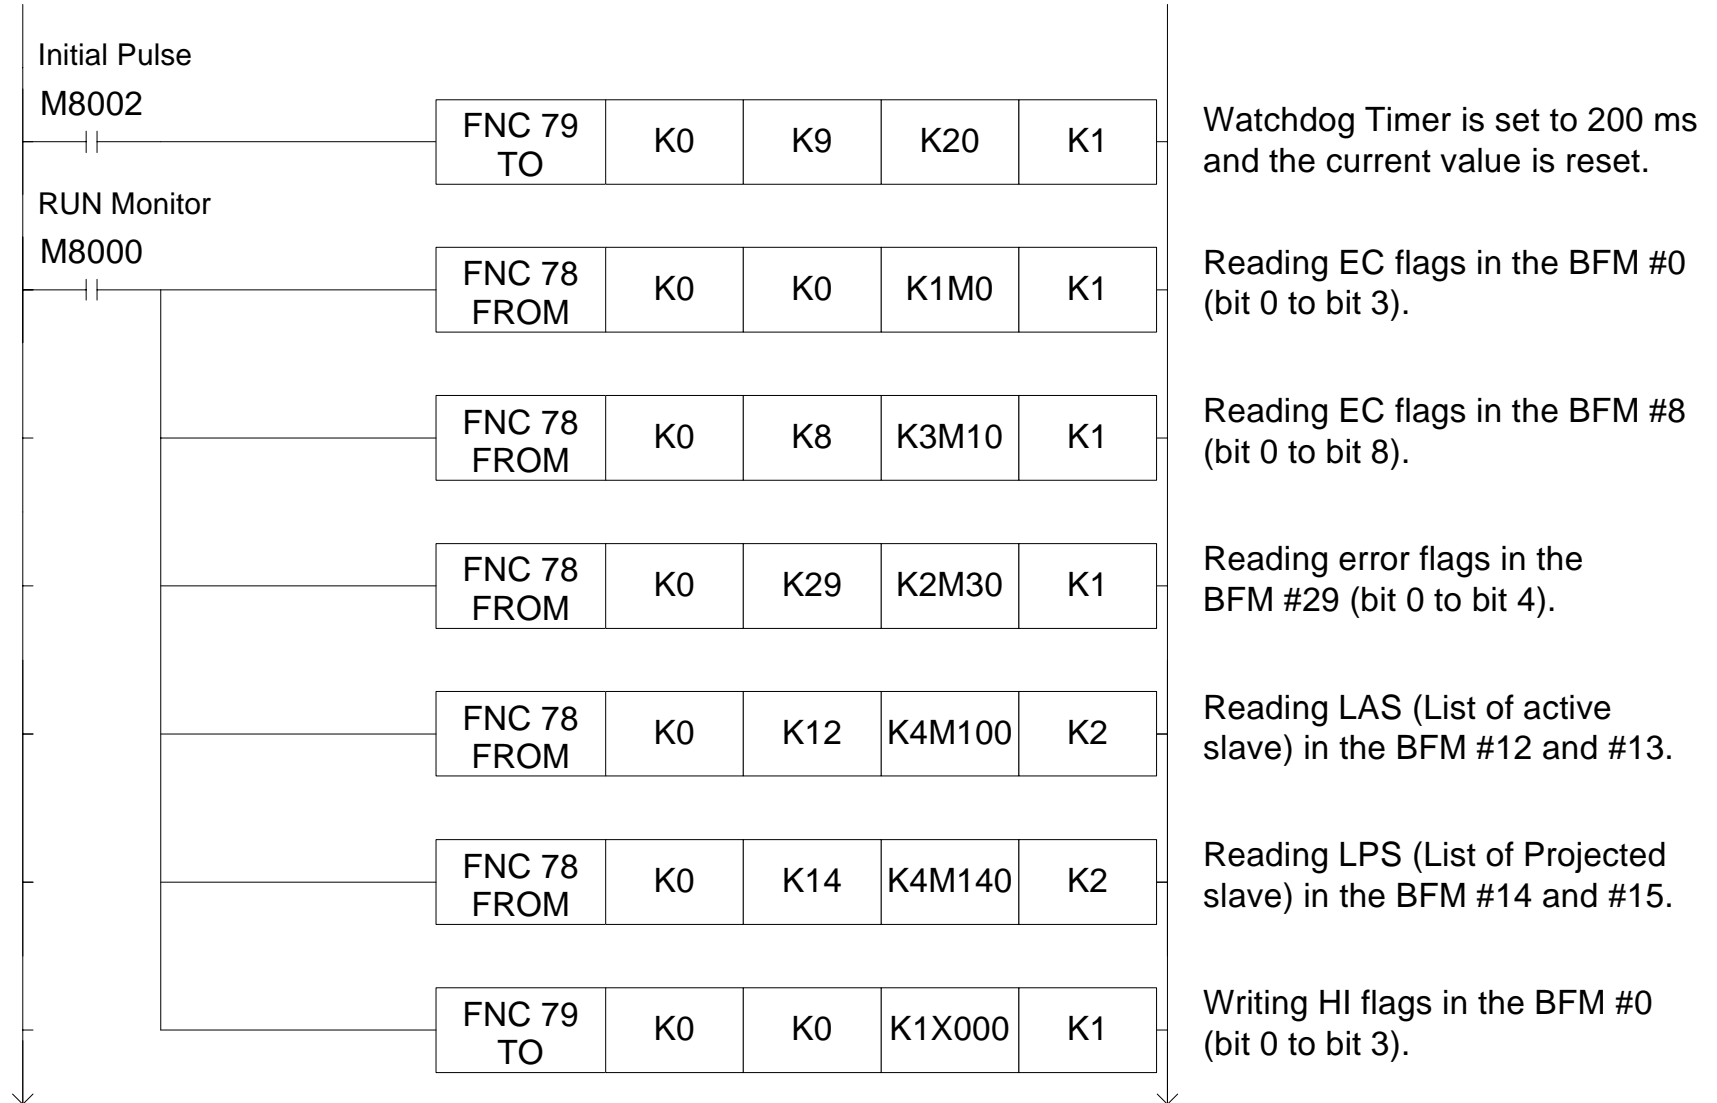 Initial Pulse
M8002
FNC 79 K0 K9 K20 K1
TO
Watchdog Timer is set to 200 ms
and the current value is reset.
RUN Monitor
M8000
FNC 78 K0 K0 K1M0 K1
FROM
Reading EC flags in the BFM #0
(bit 0 to bit 3).
FNC 78 K0 K8 K3M10 K1
FROM
Reading EC flags in the BFM #8
(bit 0 to bit 8).
FNC 78 K0 K29 K2M30 K1
FROM
Reading error flags in the
BFM #29 (bit 0 to bit 4).
FNC 78 K0 K12 K4M100 K2
FROM
Reading LAS (List of active
slave) in the BFM #12 and #13.
FNC 78 K0 K14 K4M140 K2
FROM
Reading LPS (List of Projected
slave) in the BFM #14 and #15.
FNC 79 K0 K0 K1X000 K1
TO
Writing HI flags in the BFM #0
(bit 0 to bit 3).